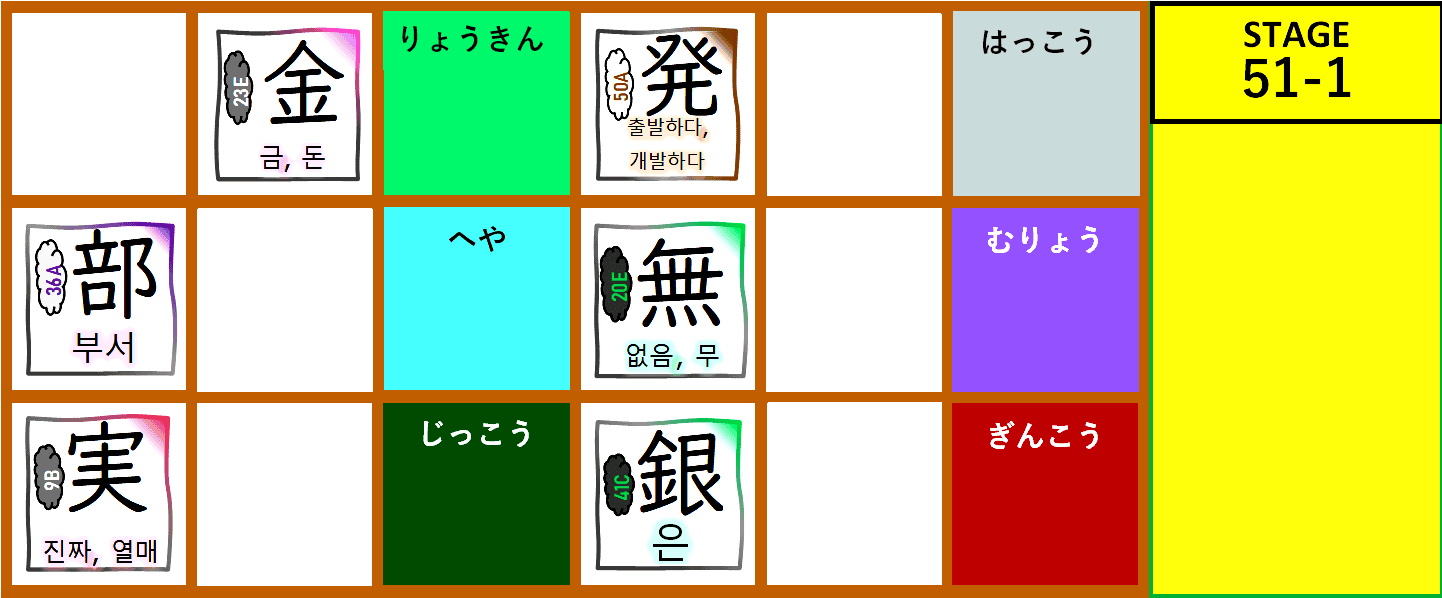 23E
金
금, 돈
りょうきん
50A
発
출발하다,
개발하다
はっこう
STAGE
51-1
36A
部
부서
へや
20E
無
없음, 무
むりょう
9B
実
진짜, 열매
じっこう
41C
銀
은
ぎんこう